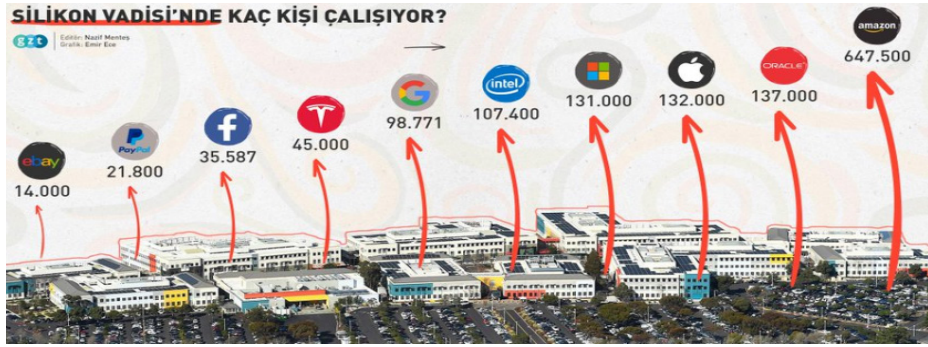 SİLİKON VADİSİ'NDE KAÇ KİŞİ ÇALIŞIYOR?
gzt
Editör: Nazif Menteş
Grafik: Emir Ece
ebay
14.000
PayPal
21.800
35.587
45.000
98.771
intel
107.400
131.000
132.000
ORACLE
137.000
amazon
647.500